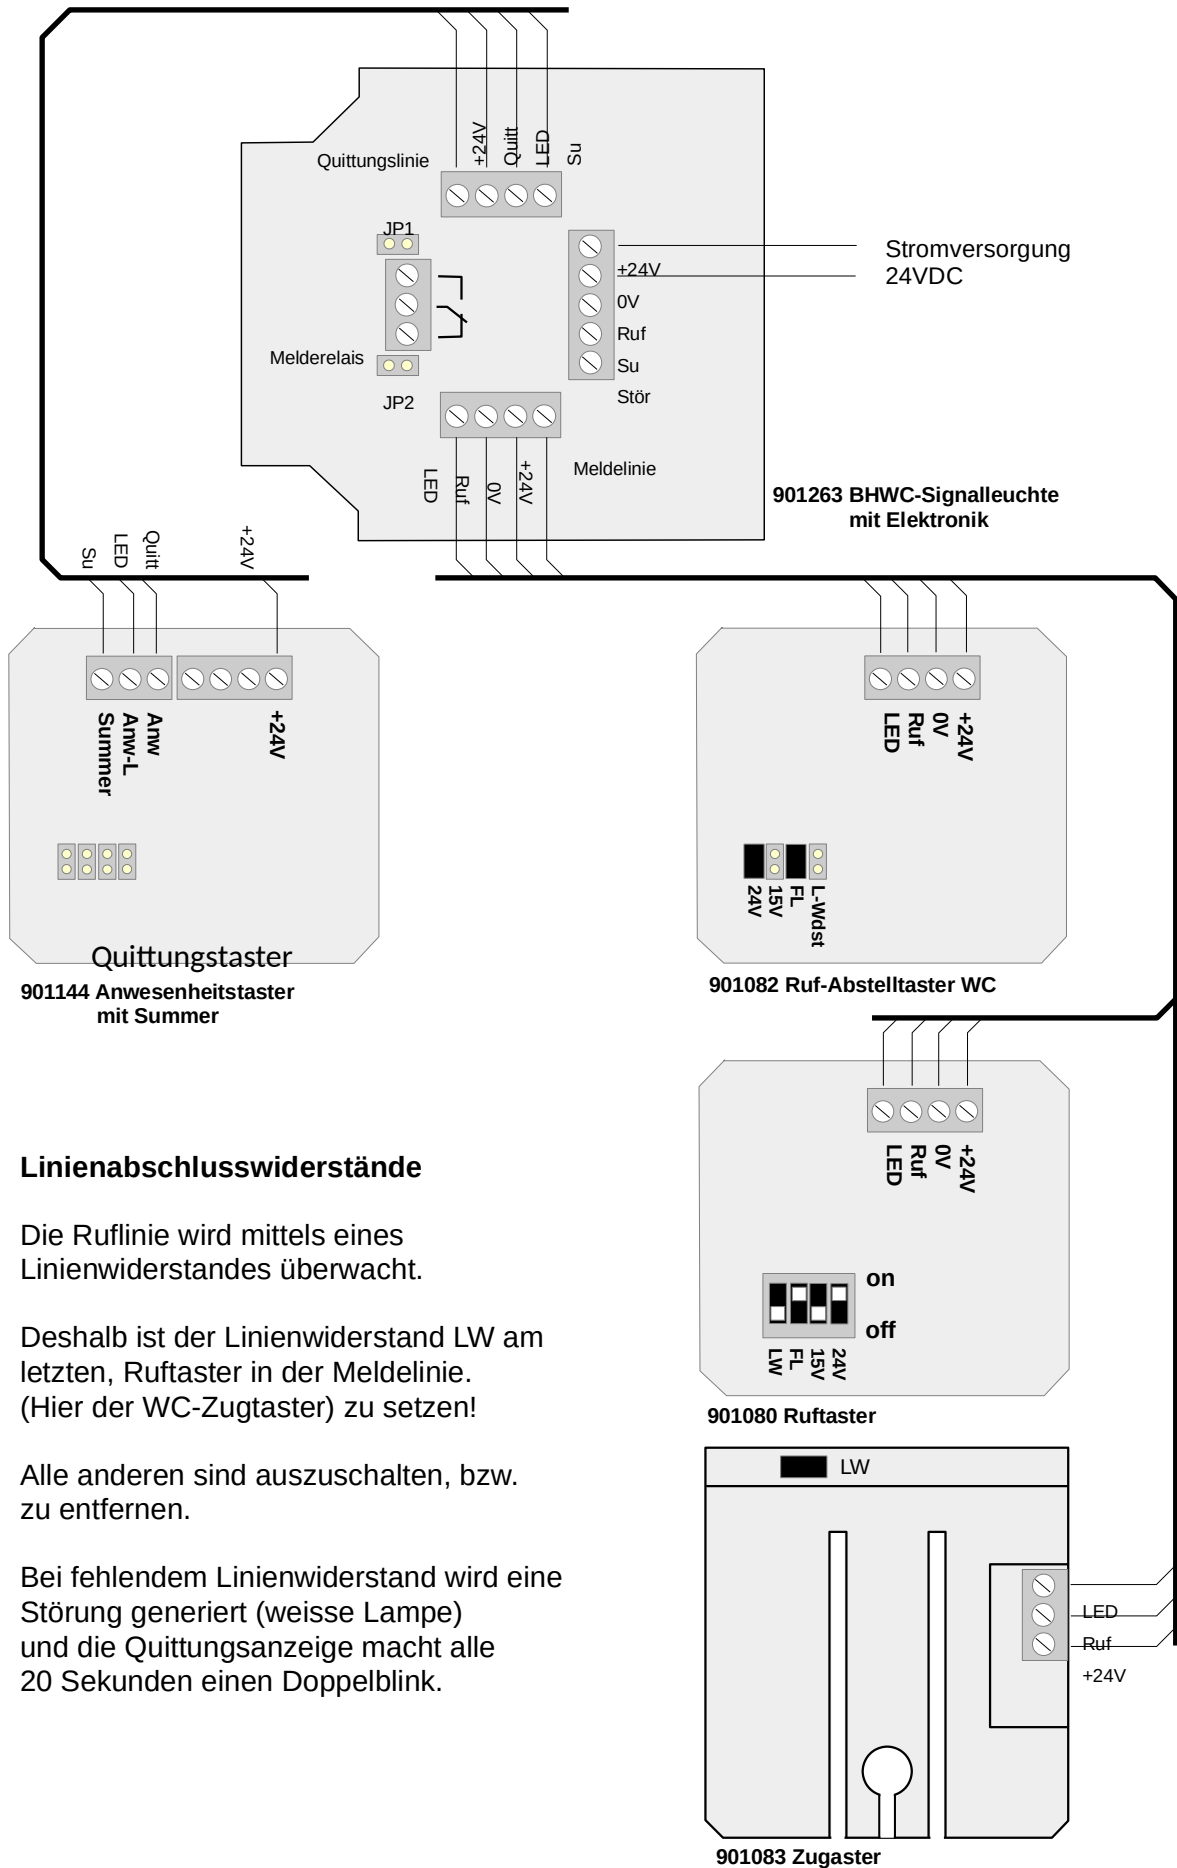 +24V
Quitt
LED
Su
Quittungslinie
JP1
Stromversorgung
24VDC
+24V
0V
Ruf
Su
Stör
Melderelais
JP2
Meldelinie
LED
Ruf
0V
+24V
901263 BHWC-Signalleuchte
mit Elektronik
Su
LED
Quitt
+24V
Summer
Anw-L
Anw
+24V
Quittungstaster
901144 Anwesenheitstaster
mit Summer
LED
Ruf
0V
+24V
24V
15V
FL
L-Wdst
901082 Ruf-Abstelltaster WC
LED
Ruf
0V
+24V
on
off
LW
FL
15V
24V
901080 Ruftaster
Linienabschlusswiderstände
Die Ruflinie wird mittels eines
Linienwiderstandes überwacht.
Deshalb ist der Linienwiderstand LW am
letzten, Ruftaster in der Meldelinie.
(Hier der WC-Zugtaster) zu setzen!
Alle anderen sind auszuschalten, bzw.
zu entfernen.
Bei fehlendem Linienwiderstand wird eine
Störung generiert (weisse Lampe)
und die Quittungsanzeige macht alle
20 Sekunden einen Doppelblink.
LW
LED
Ruf
+24V
901083 Zugaster